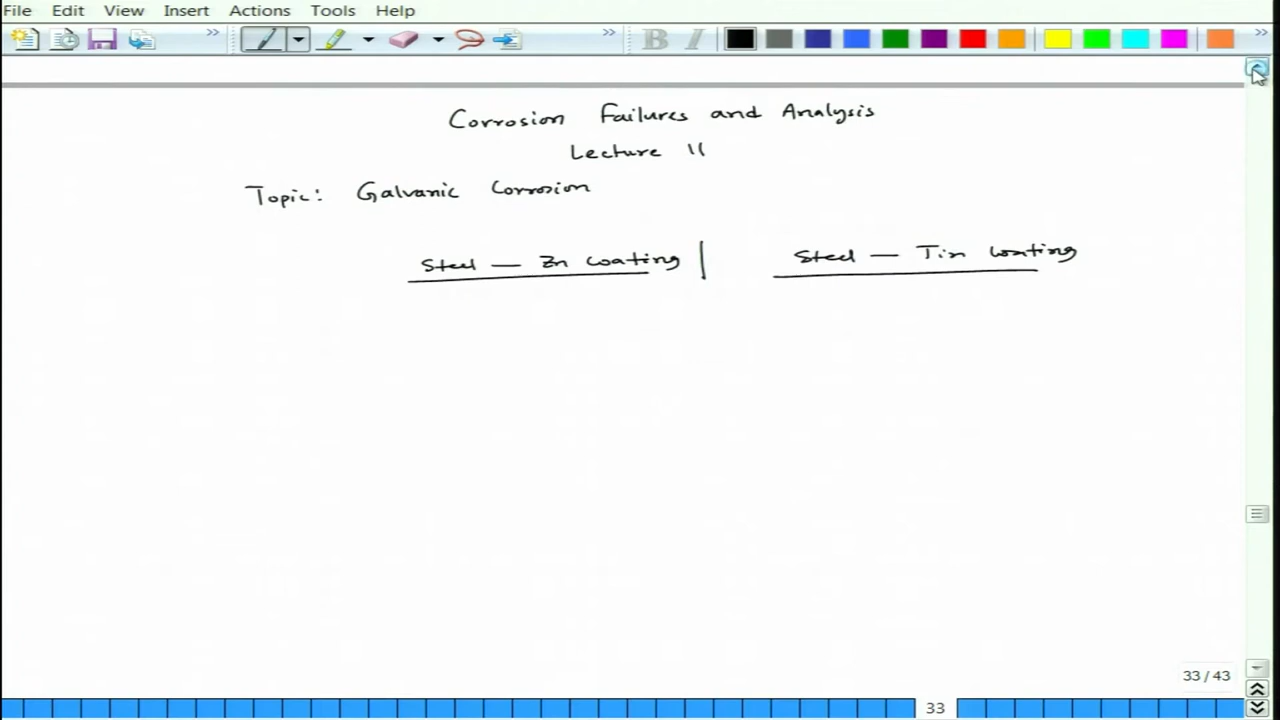 File Edit View Insert Actions Tools Help
B I
Corrosion Failures and Analysis
Lecture 11
Topic: Galvanic Corrosion
Steel — Zn coating | Steel — Tin coating
33 / 43
33